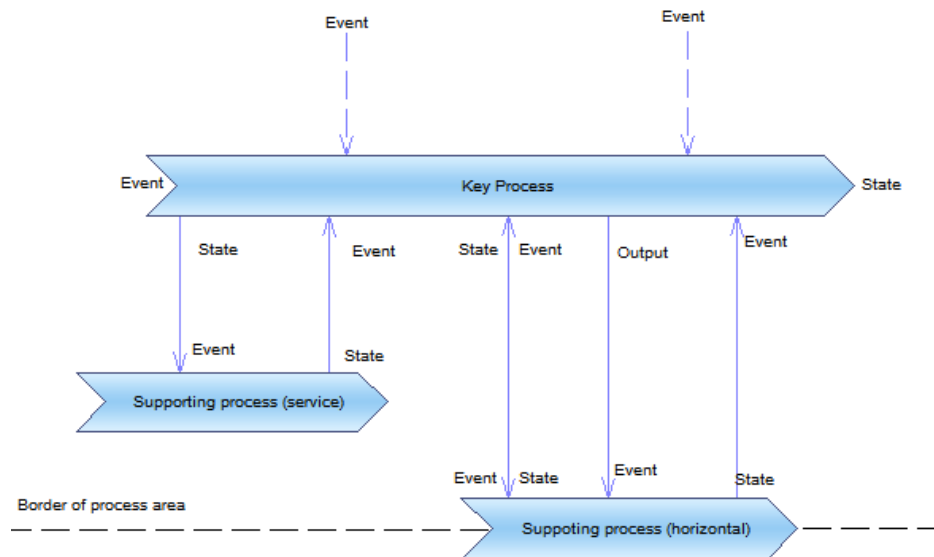 Event
Event
Event
Key Process
State
State
Event
State
Event
Output
Event
Event
State
Supporting process (service)
Event
State
Event
State
Border of process area
Suppoting process (horizontal)